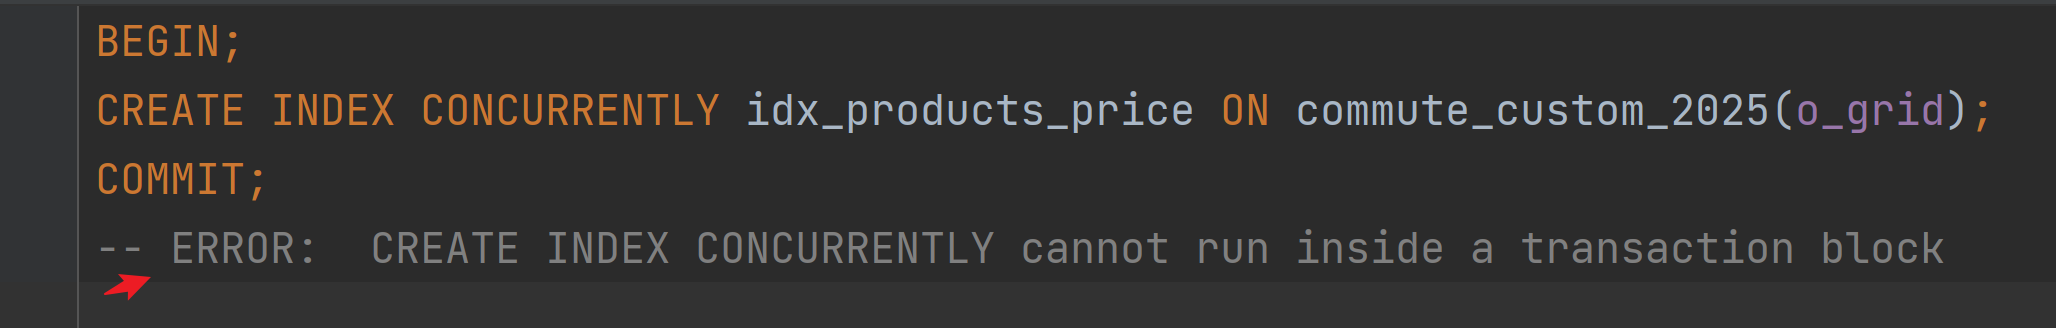 BEGIN;
CREATE INDEX CONCURRENTLY idx_products_price ON commute_custom_2025(o_grid);
COMMIT;
-- ERROR:  CREATE INDEX CONCURRENTLY cannot run inside a transaction block